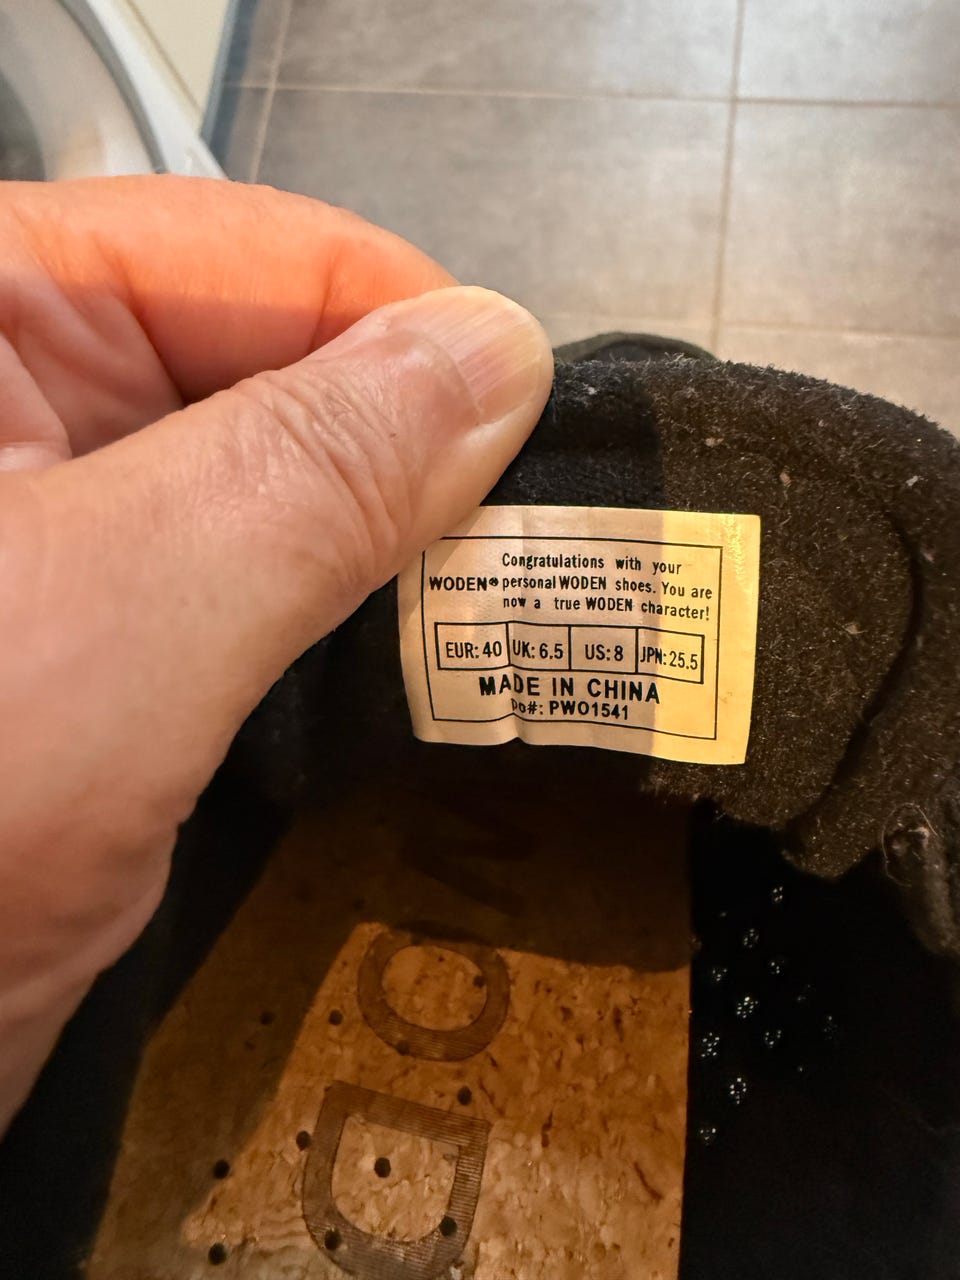 Congratulations with your
WODEN® personal WODEN shoes. You are
now a true WODEN character!
EUR: 40 UK: 6.5 US: 8 JPN: 25.5
MADE IN CHINA
Po#: PWO1541
W
O
D